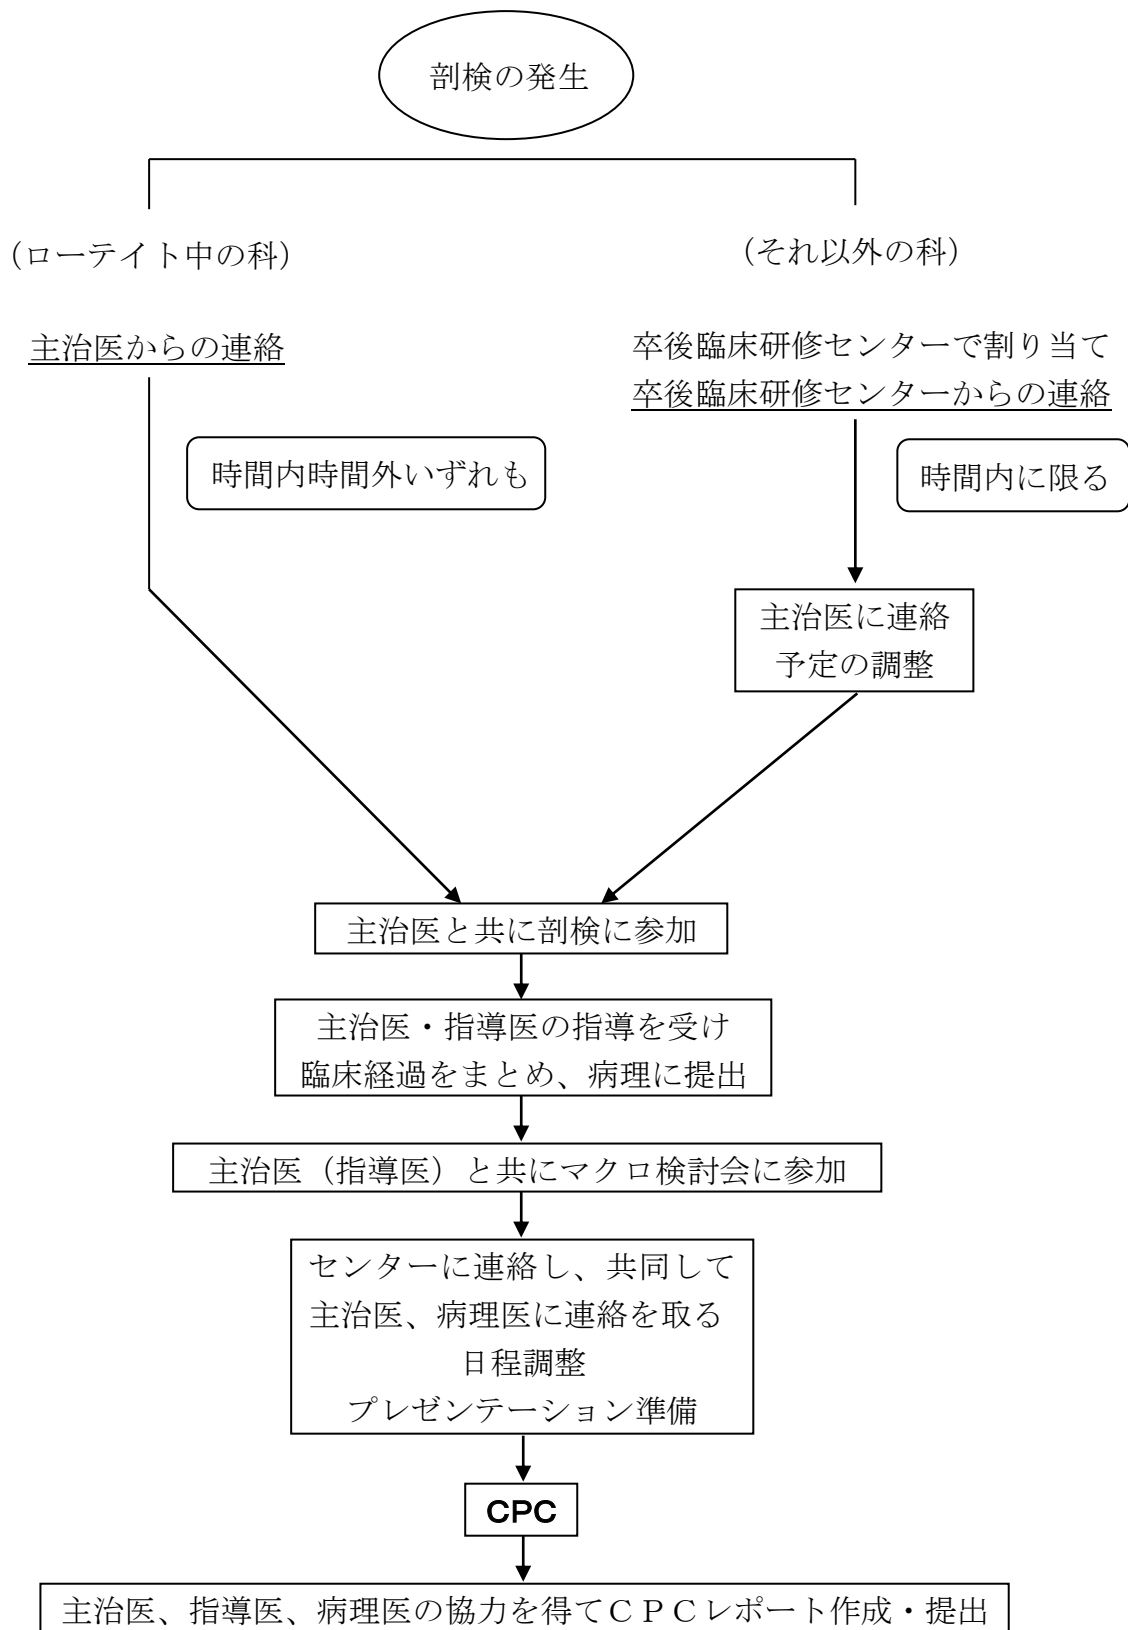 剖検の発生
（ローテイト中の科）
（それ以外の科）
主治医からの連絡
卒後臨床研修センターで割り当て
卒後臨床研修センターからの連絡
時間内時間外いずれも
時間内に限る
主治医に連絡
予定の調整
主治医と共に剖検に参加
主治医・指導医の指導を受け
臨床経過をまとめ、病理に提出
主治医（指導医）と共にマクロ検討会に参加
センターに連絡し、共同して
主治医、病理医に連絡を取る
日程調整
プレゼンテーション準備
CPC
主治医、指導医、病理医の協力を得てＣＰＣレポート作成・提出